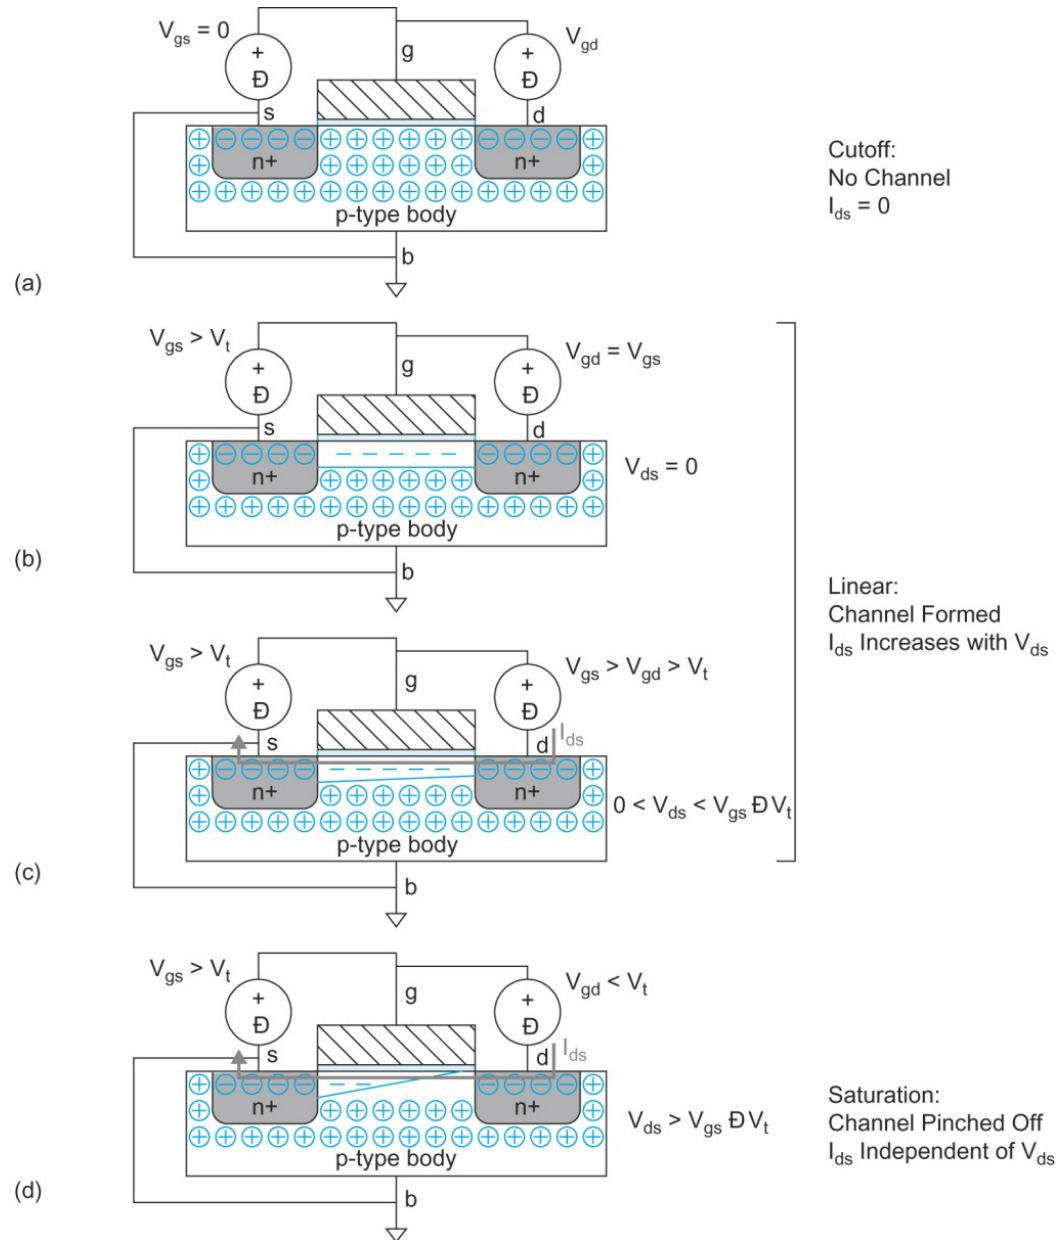 V_gs = 0
V_gd
g
+
Đ
+
Đ
s
d
n+
n+
p-type body
b
Cutoff:
No Channel
I_ds = 0
(a)
V_gs > V_t
V_gd = V_gs
g
+
Đ
+
Đ
s
d
n+
n+
V_ds = 0
p-type body
b
(b)
Linear:
Channel Formed
I_ds Increases with V_ds
V_gs > V_t
V_gs > V_gd > V_t
g
+
Đ
+
Đ
s
d
I_ds
n+
n+
0 < V_ds < V_gs Đ V_t
p-type body
b
(c)
V_gs > V_t
V_gd < V_t
g
+
Đ
+
Đ
s
d
I_ds
n+
n+
V_ds > V_gs Đ V_t
p-type body
b
Saturation:
Channel Pinched Off
I_ds Independent of V_ds
(d)